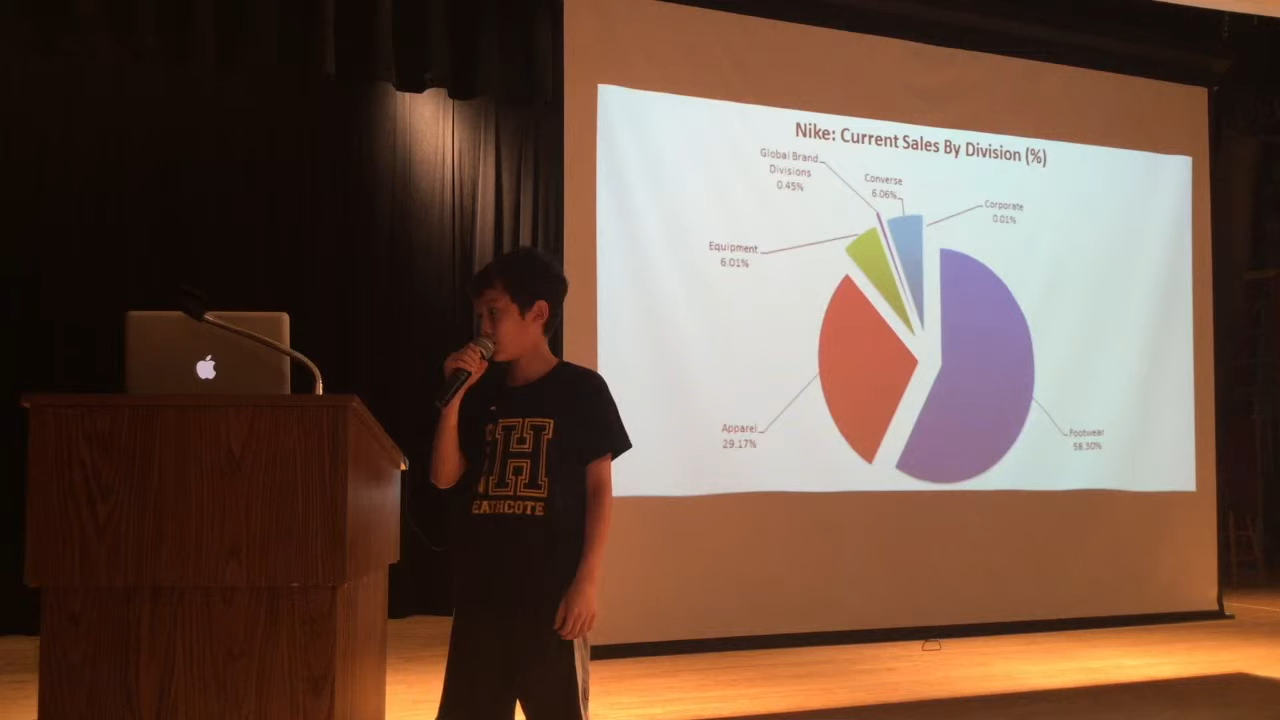 Nike: Current Sales By Division (%)
Global Brand
Divisions
0.45%
Converse
6.06%
Corporate
0.01%
Equipment
6.01%
Apparel
29.17%
Footwear
58.30%
H
EATHCOTE